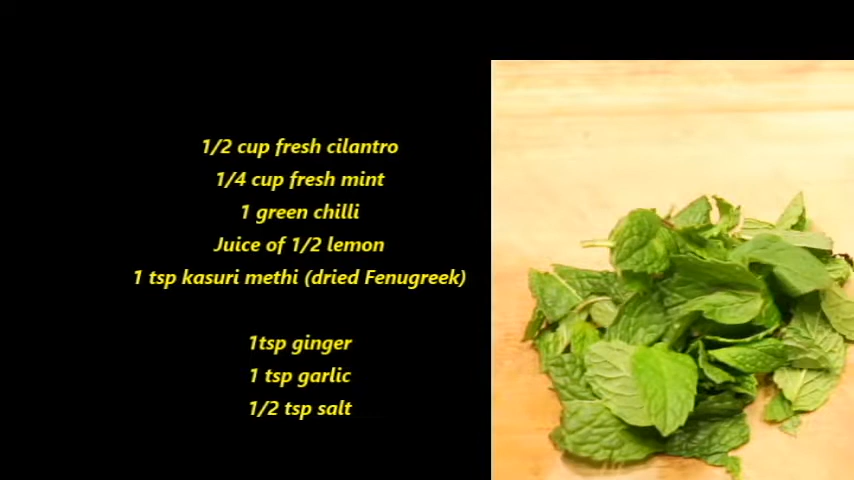 1/2 cup fresh cilantro
1/4 cup fresh mint
1 green chilli
Juice of 1/2 lemon
1 tsp kasuri methi (dried Fenugreek)
1tsp ginger
1 tsp garlic
1/2 tsp salt